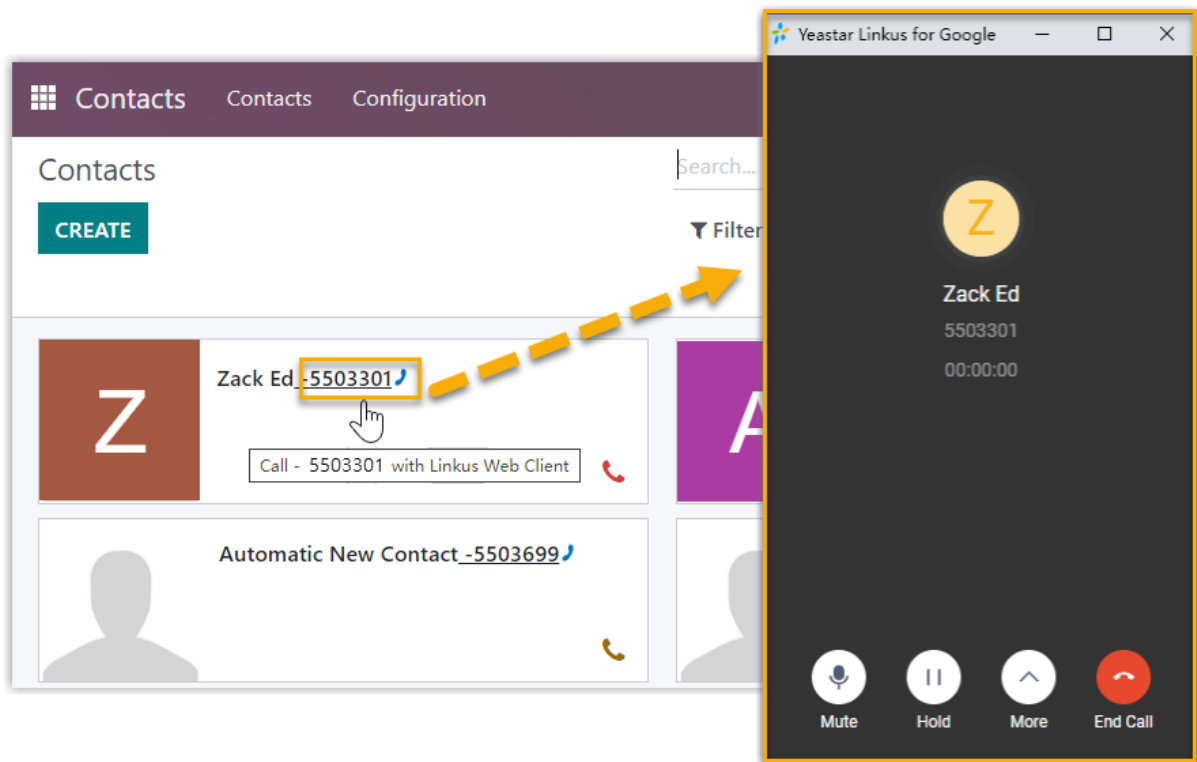 Contacts Contacts Configuration
Contacts
Search...
CREATE
Filter
Z
Zack Ed -5503301
Call - 5503301 with Linkus Web Client
A
Automatic New Contact -5503699
Yeastar Linkus for Google
Z
Zack Ed
5503301
00:00:00
Mute Hold More End Call